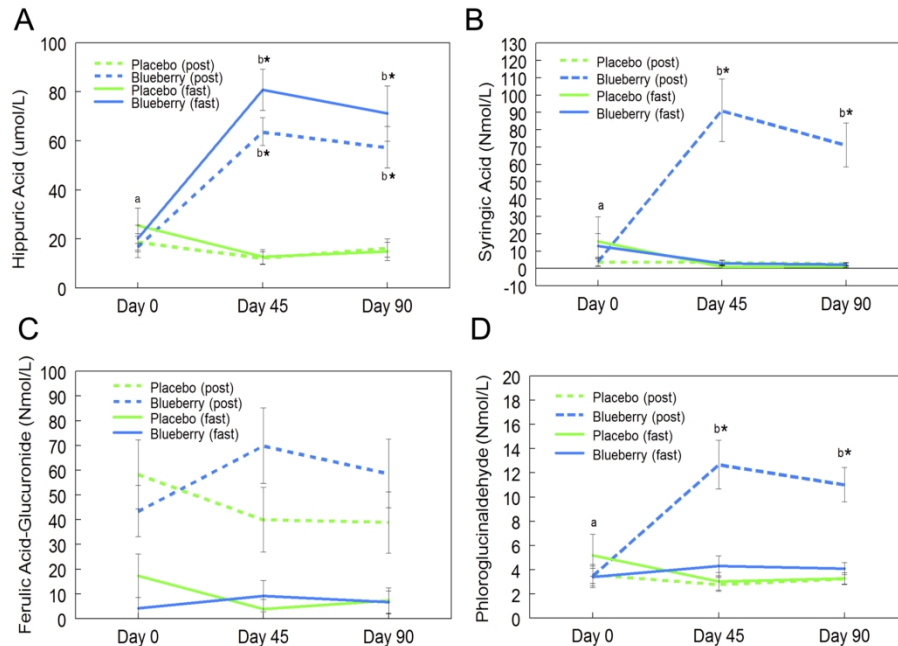 A
Hippuric Acid (umol/L)
100
80
60
40
20
0
Placebo (post)
Blueberry (post)
Placebo (fast)
Blueberry (fast)
a
b*
b*
b*
b*
Day 0 Day 45 Day 90
B
Syringic Acid (Nmol/L)
130
120
110
100
90
80
70
60
50
40
30
20
10
0
-10
Placebo (post)
Blueberry (post)
Placebo (fast)
Blueberry (fast)
a
b*
b*
Day 0 Day 45 Day 90
C
Ferulic Acid-Glucuronide (Nmol/L)
100
90
80
70
60
50
40
30
20
10
0
Placebo (post)
Blueberry (post)
Placebo (fast)
Blueberry (fast)
Day 0 Day 45 Day 90
D
Phloroglucinaldehyde (Nmol/L)
20
18
16
14
12
10
8
6
4
2
0
Placebo (post)
Blueberry (post)
Placebo (fast)
Blueberry (fast)
a
b*
b*
Day 0 Day 45 Day 90